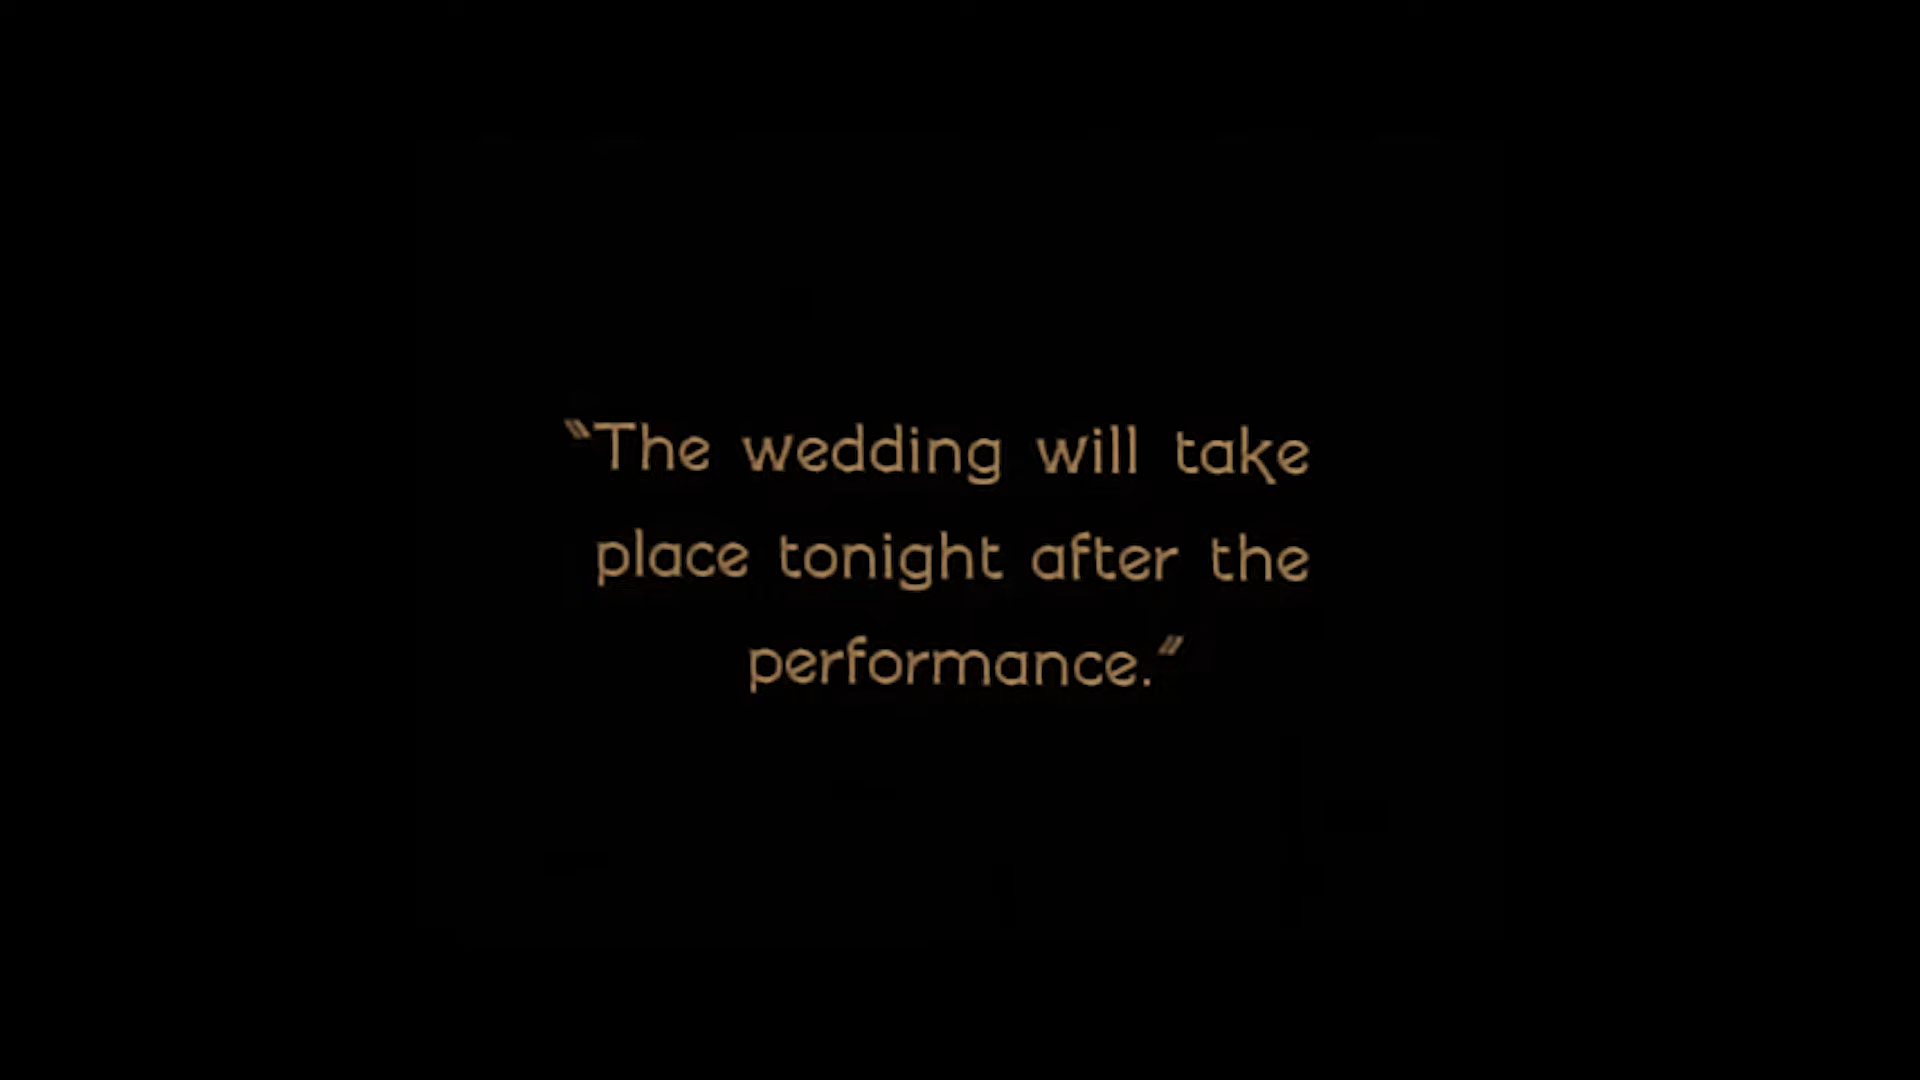 “The wedding will take
place tonight after the
performance.”